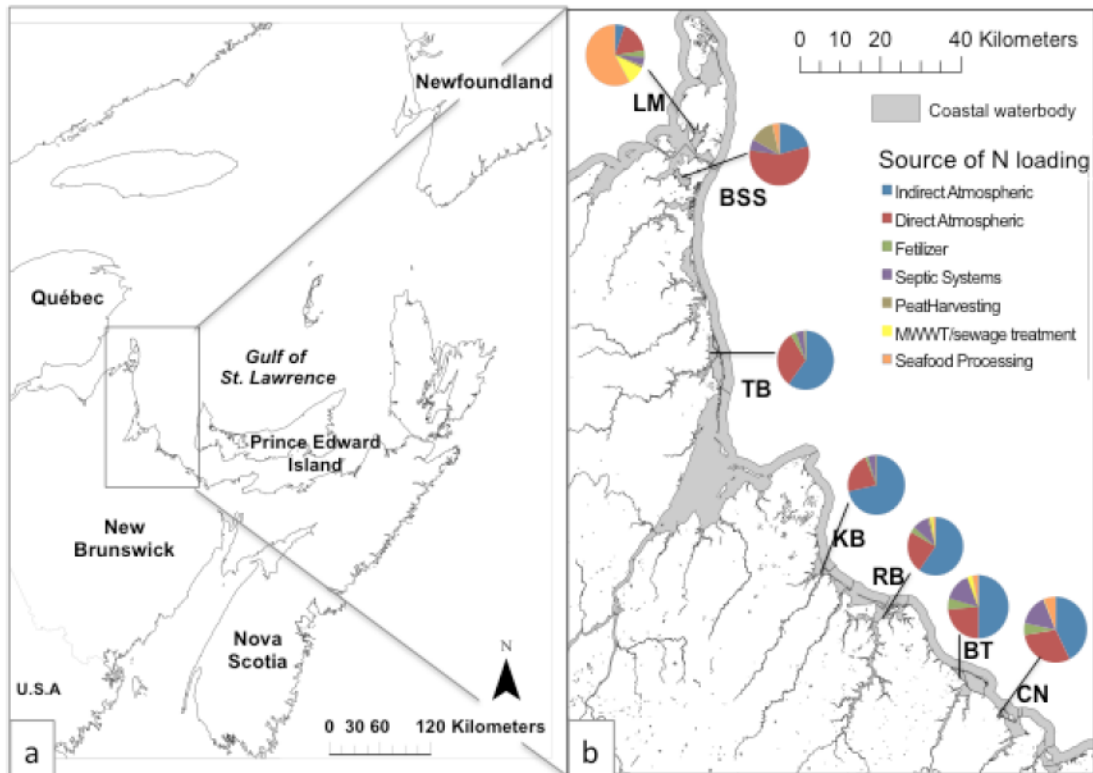 Newfoundland
Québec
Gulf of
St. Lawrence
Prince Edward
Island
New
Brunswick
Nova
Scotia
U.S.A
N
0 30 60 120 Kilometers
a
0 10 20 40 Kilometers
Coastal waterbody
Source of N loading
Indirect Atmospheric
Direct Atmospheric
Fetilizer
Septic Systems
PeatHarvesting
MWWT/sewage treatment
Seafood Processing
LM
BSS
TB
KB
RB
BT
CN
b